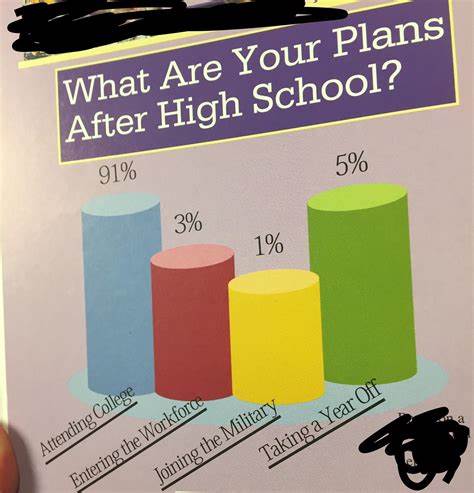 What Are Your Plans
After High School?
91%
3%
1%
5%
Attending College
Entering the Workforce
Joining the Military
Taking a Year Off
a